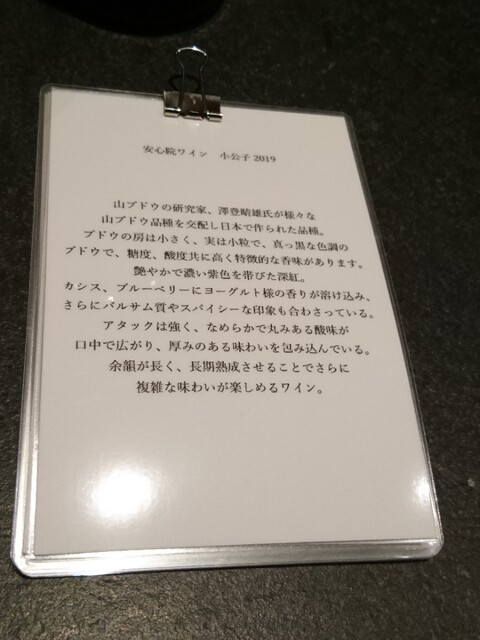 安心院ワイン　小公子 2019
山ブドウの研究家、澤登晴雄氏が様々な
山ブドウ品種を交配し日本で作られた品種。
ブドウの房は小さく、実は小粒で、真っ黒な色調の
ブドウで、糖度、酸度共に高く特徴的な香味があります。
艶やかで濃い紫色を帯びた深紅。
カシス、ブルーベリーにヨーグルト様の香りが溶け込み、
さらにバルサム質やスパイシーな印象も合わさっている。
アタックは強く、なめらかで丸みある酸味が
口中で広がり、厚みのある味わいを包み込んでいる。
余韻が長く、長期熟成させることでさらに
複雑な味わいが楽しめるワイン。